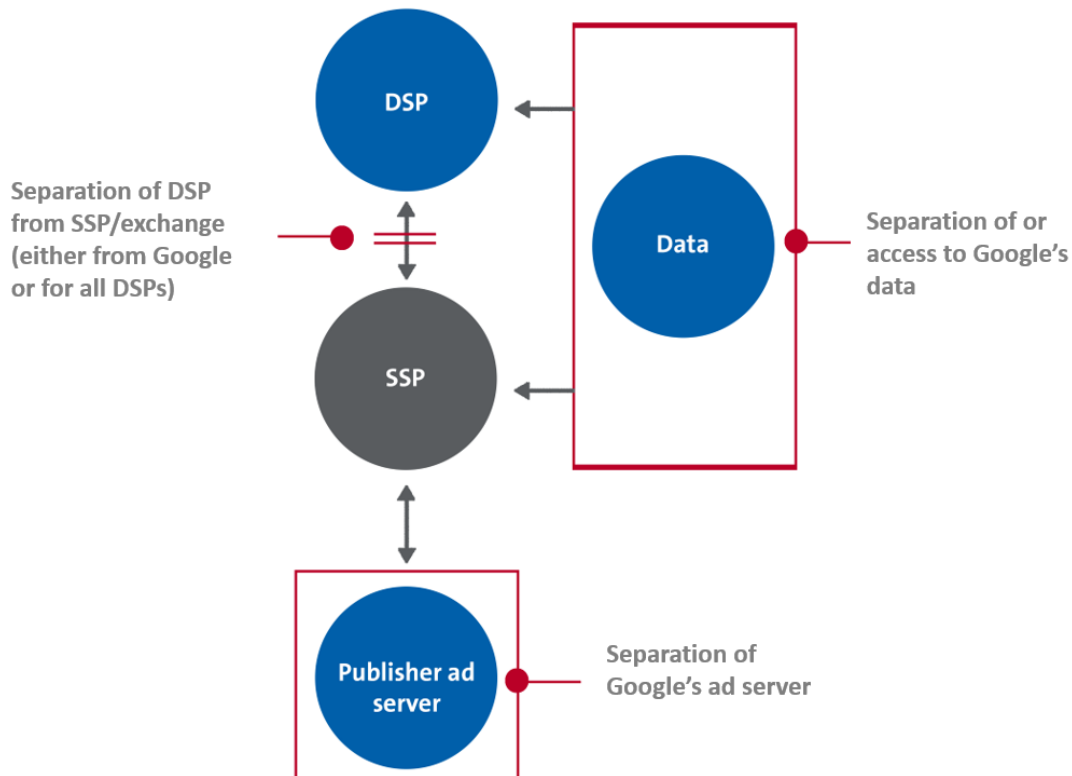 DSP
Separation of DSP
from SSP/exchange
(either from Google
or for all DSPs)
Data
Separation of or
access to Google's
data
SSP
Publisher ad
server
Separation of
Google's ad server